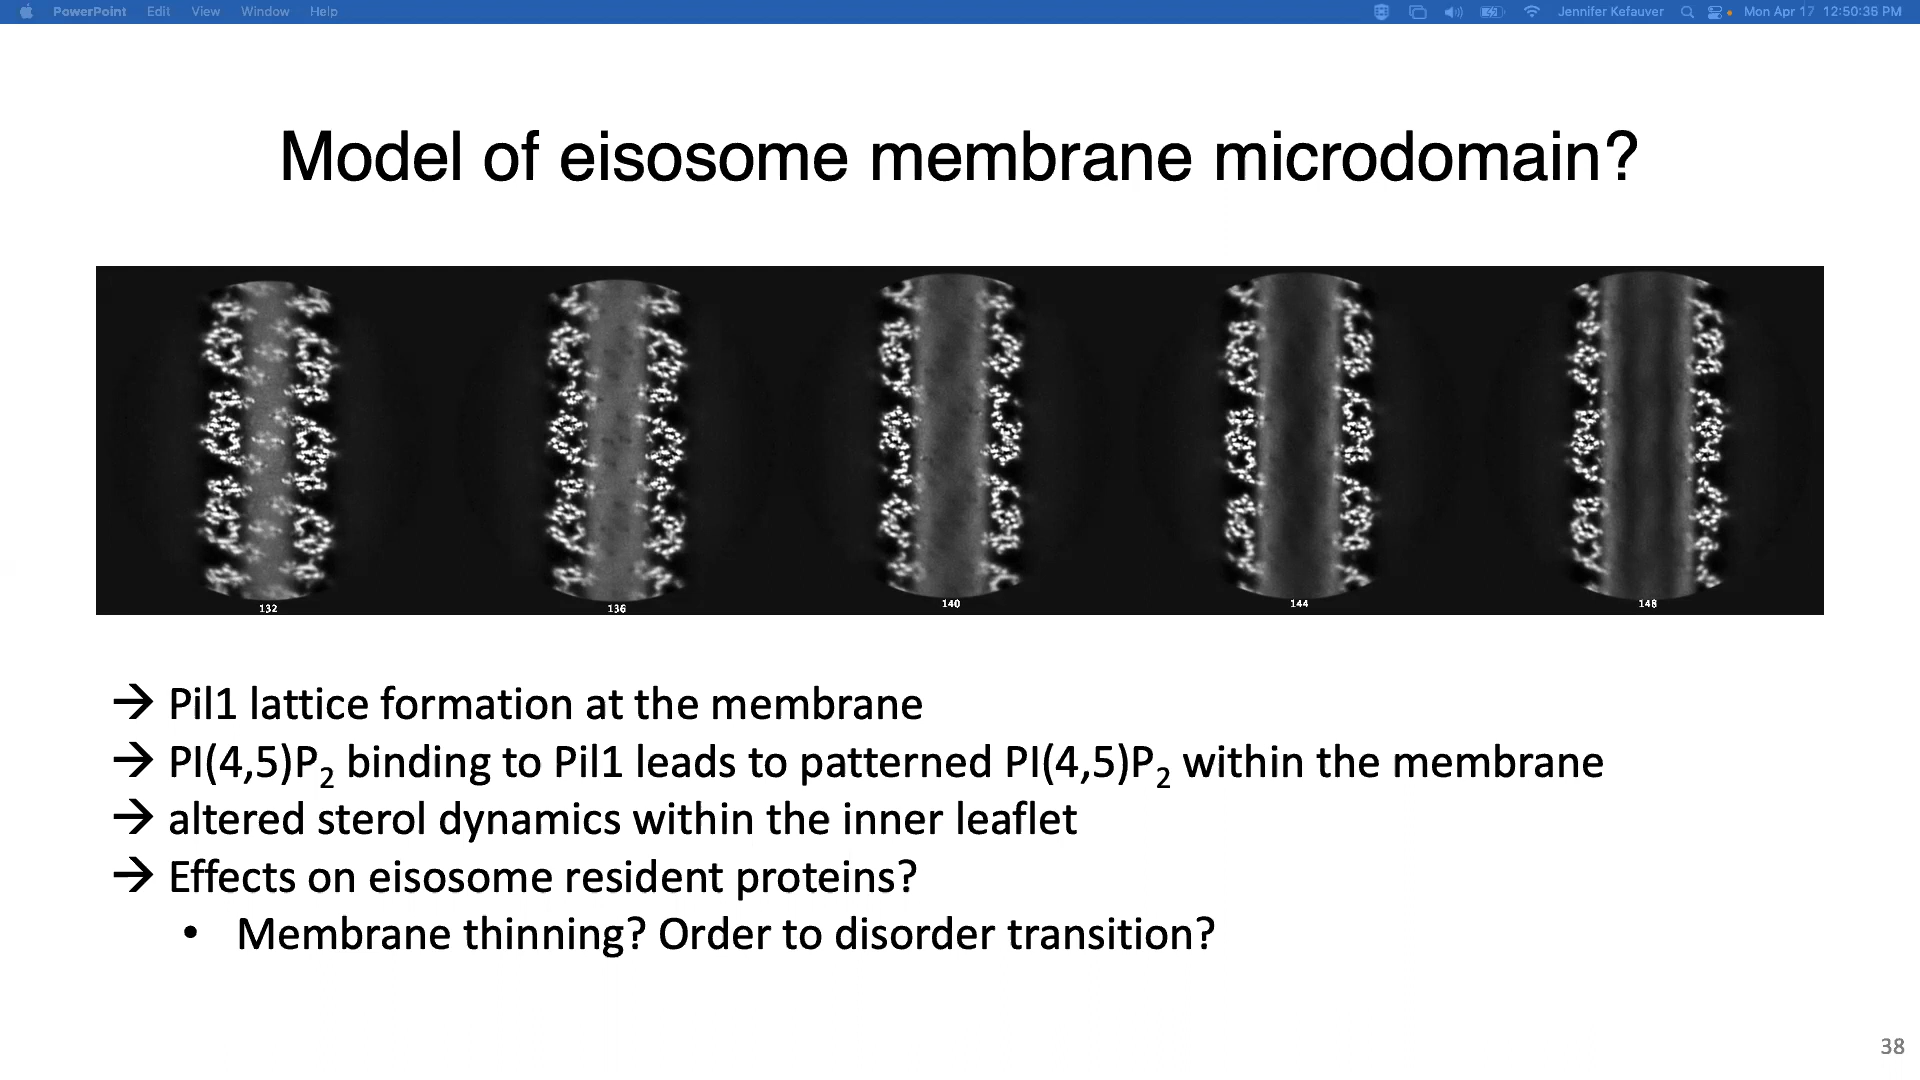 PowerPoint Edit View Window Help Jennifer Kefauver Mon Apr 17 12:50:36 PM
Model of eisosome membrane microdomain?
132 136 140 144 148
→ Pil1 lattice formation at the membrane
→ PI(4,5)P₂ binding to Pil1 leads to patterned PI(4,5)P₂ within the membrane
→ altered sterol dynamics within the inner leaflet
→ Effects on eisosome resident proteins?
• Membrane thinning? Order to disorder transition?
38